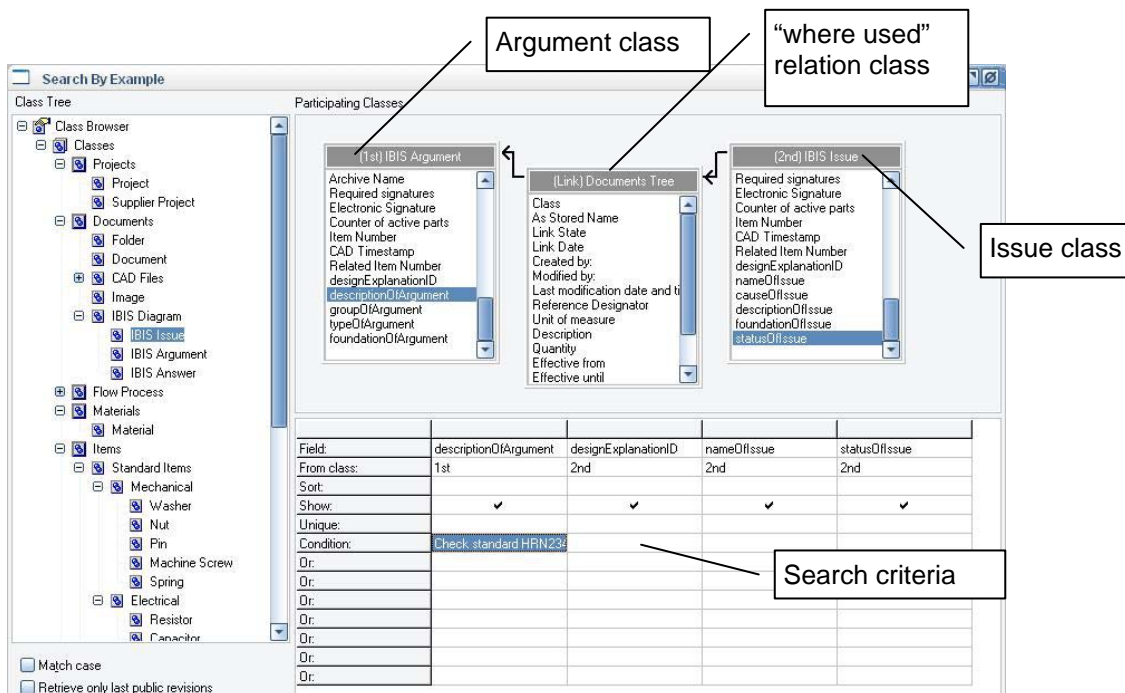 Argument class
“where used”
relation class
Search By Example
Class Tree
Participating Classes
Class Browser
Classes
Projects
Project
Supplier Project
Documents
Folder
Document
CAD Files
Image
IBIS Diagram
IBIS Issue
IBIS Argument
IBIS Answer
Flow Process
Materials
Material
Items
Standard Items
Mechanical
Washer
Nut
Pin
Machine Screw
Spring
Electrical
Resistor
Capacitor
Match case
Retrieve only last public revisions
(1st) IBIS Argument
Archive Name
Required signatures
Electronic Signature
Counter of active parts
Item Number
CAD Timestamp
Related Item Number
designExplanationID
descriptionOfArgument
groupOfArgument
typeOfArgument
foundationOfArgument
(Link) Documents Tree
Class
As Stored Name
Link State
Link Date
Created by:
Modified by:
Last modification date and ti
Reference Designator
Unit of measure
Description
Quantity
Effective from
Effective until
(2nd) IBIS Issue
Required signatures
Electronic Signature
Counter of active parts
Item Number
CAD Timestamp
Related Item Number
designExplanationID
nameOfIssue
causeOfIssue
descriptionOfIssue
foundationOfIssue
statusOfIssue
Issue class
Field: descriptionOfArgument designExplanationID nameOfIssue statusOfIssue
From class: 1st 2nd 2nd 2nd
Sort:
Show:
Unique:
Condition: Check standard HRN234
Or:
Or:
Or:
Or:
Or:
Or:
Or:
Search criteria